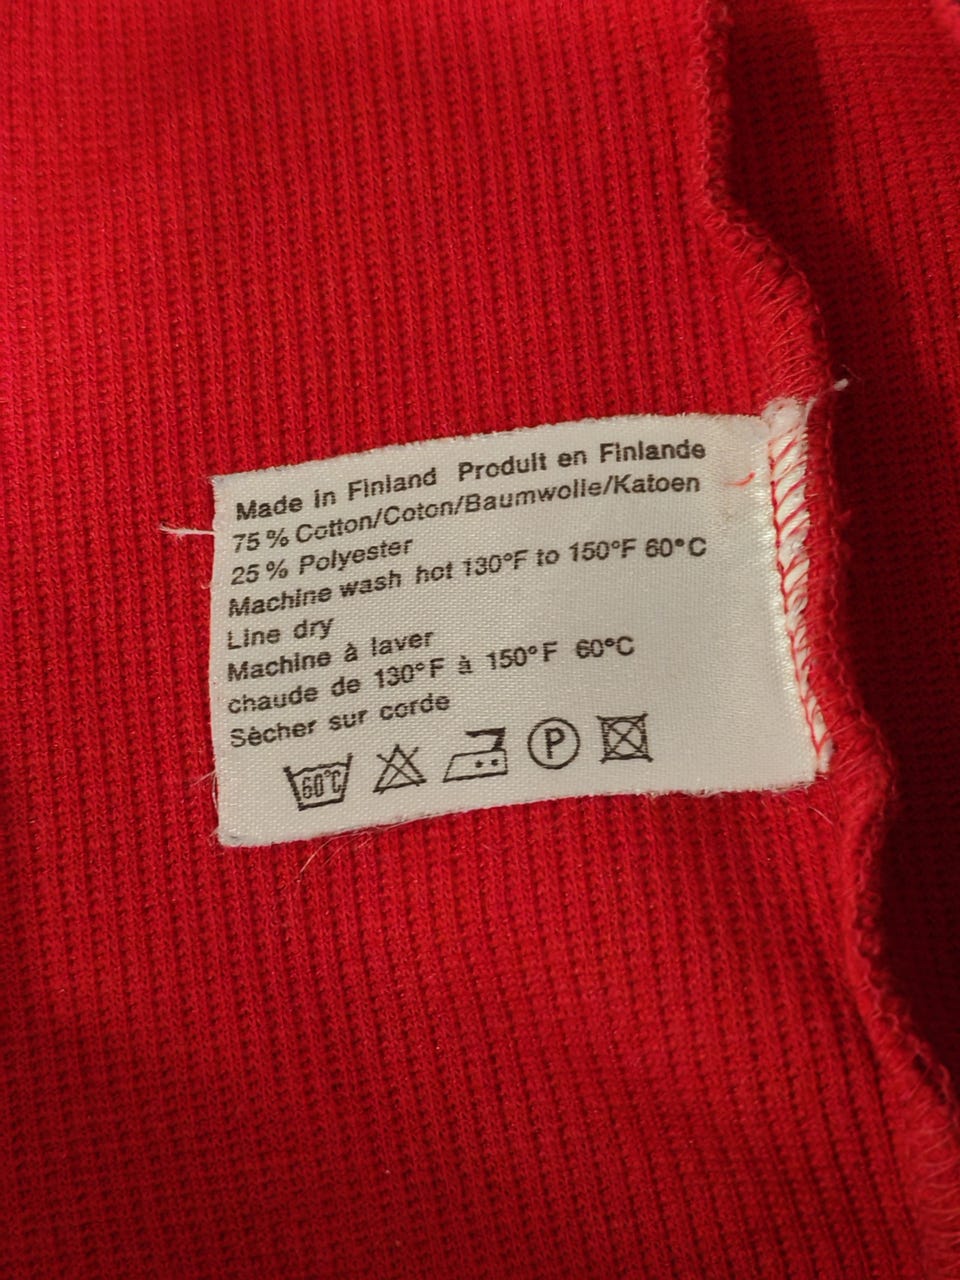 Made in Finland Produit en Finlande
75 % Cotton/Coton/Baumwolle/Katoen
25 % Polyester
Machine wash hot 130°F to 150°F 60°C
Line dry
Machine à laver
chaude de 130°F à 150°F 60°C
Sècher sur corde
60°C P